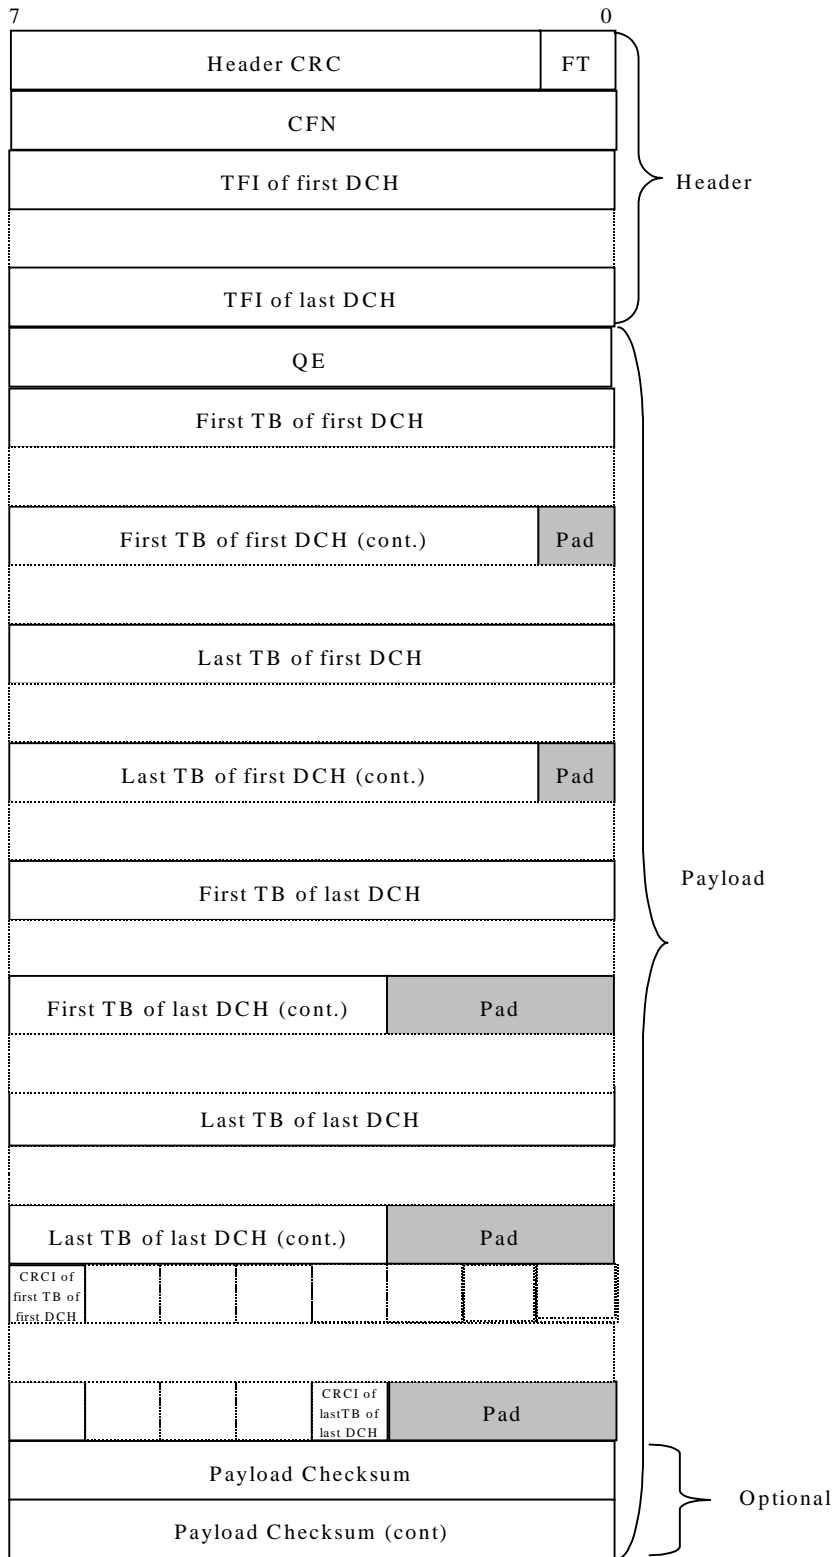 7 0
Header CRC FT
CFN
TFI of first DCH
Header
TFI of last DCH
QE
First TB of first DCH
First TB of first DCH (cont.) Pad
Last TB of first DCH
Last TB of first DCH (cont.) Pad
First TB of last DCH
Payload
First TB of last DCH (cont.) Pad
Last TB of last DCH
Last TB of last DCH (cont.) Pad
CRCI of
first TB of
first DCH
CRCI of
lastTB of
last DCH
Pad
Payload Checksum
Optional
Payload Checksum (cont)